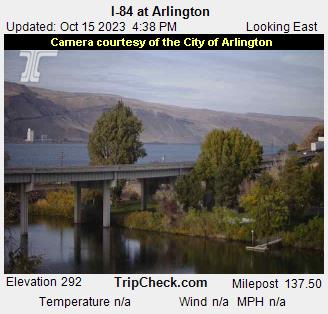 I-84 at Arlington
Updated: Oct 15 2023 4:38 PM Looking East
Camera courtesy of the City of Arlington
Elevation 292 TripCheck.com Milepost 137.50
Temperature n/a Wind n/a MPH n/a